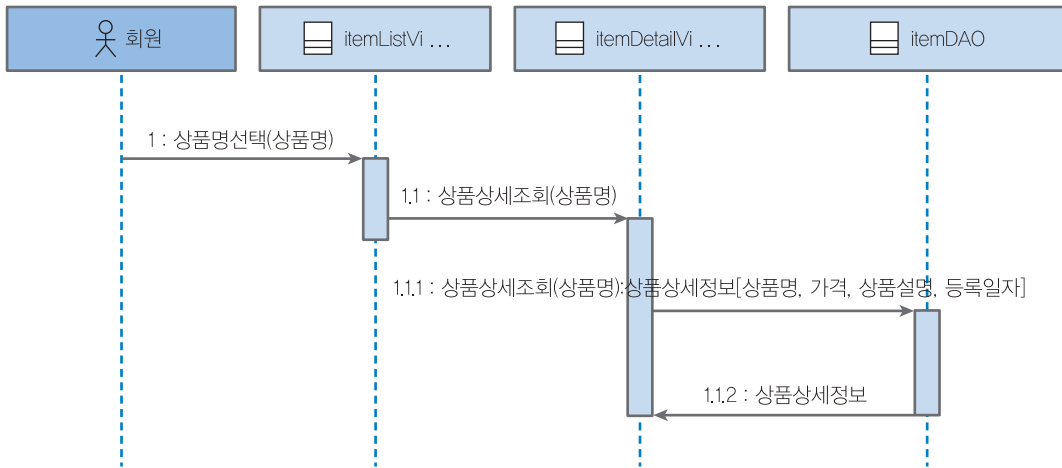 회원
itemListVi ...
itemDetailVi ...
itemDAO
1 : 상품명선택(상품명)
1.1 : 상품상세조회(상품명)
1.1.1 : 상품상세조회(상품명):상품상세정보[상품명, 가격, 상품설명, 등록일자]
1.1.2 : 상품상세정보